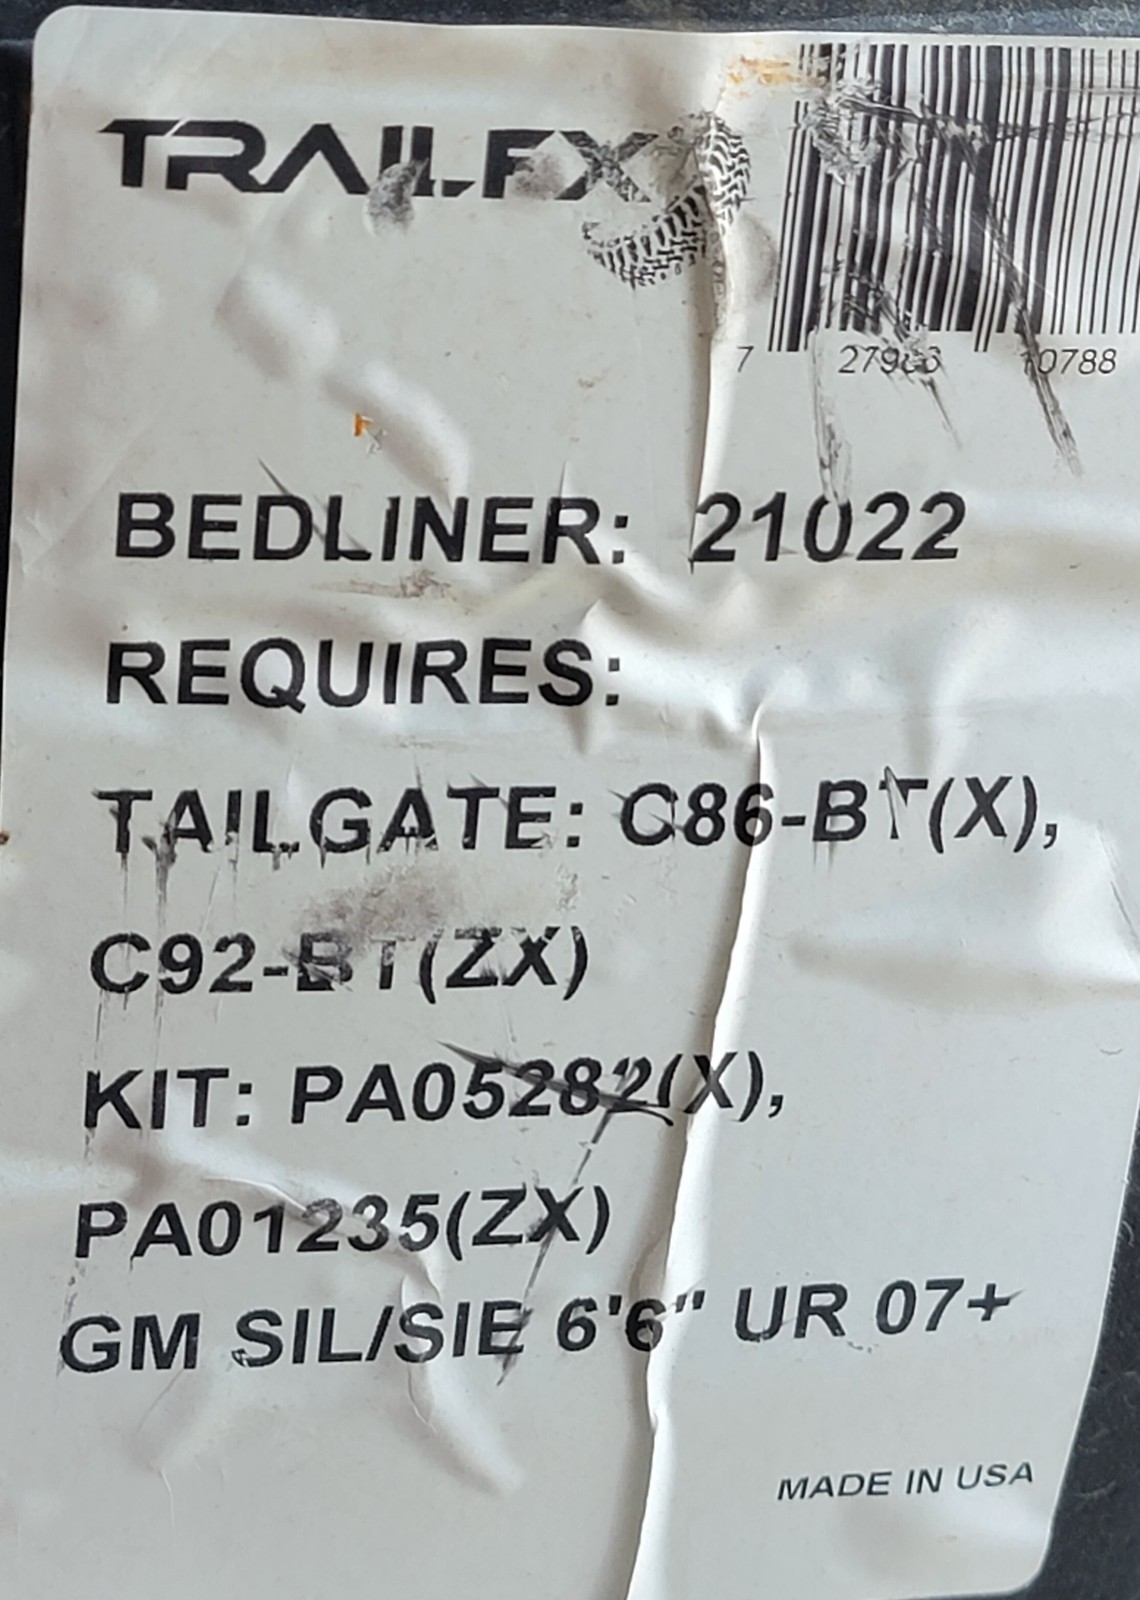 TRAILFX
7 10788
BEDLINER: 21022
REQUIRES:
TAILGATE: C86-BT(X),
C92-BT(ZX)
KIT: PA05282(X),
PA01235(ZX)
GM SIL/SIE 6'6" UR 07+
MADE IN USA